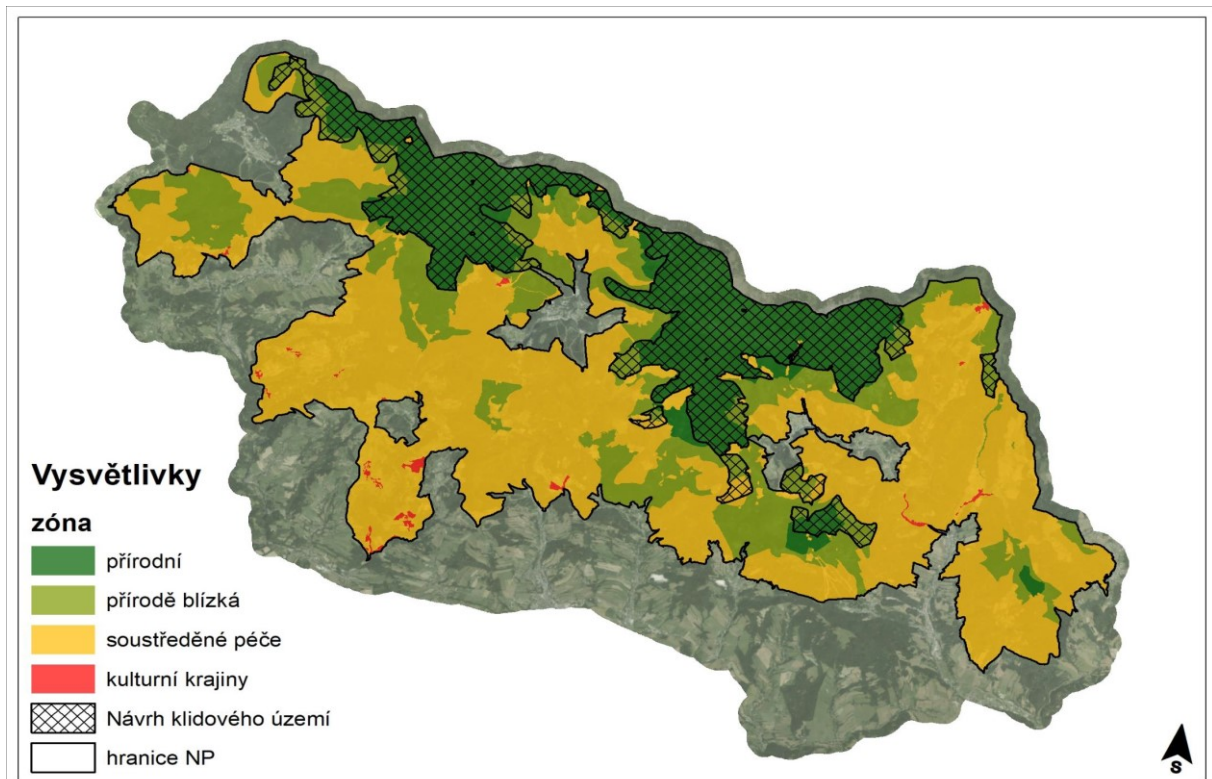 Vysvětlivky
zóna
přírodní
přírodě blízká
soustředěné péče
kulturní krajiny
Návrh klidového území
hranice NP
S